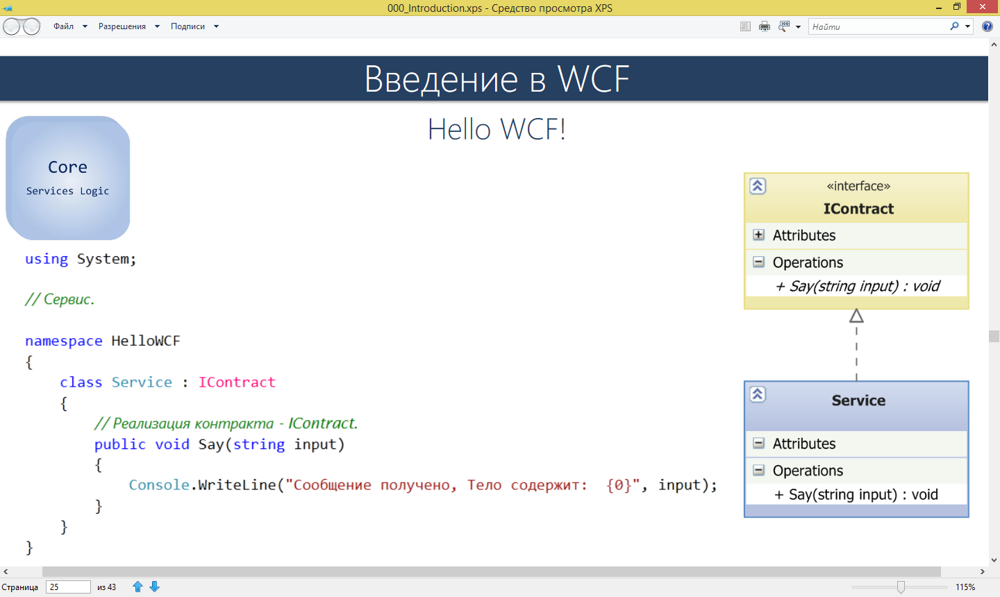 000_Introduction.xps - Средство просмотра XPS
Файл Разрешения Подписи
100
Найти
?
Введение в WCF
Hello WCF!
Core
Services Logic
using System;
// Сервис.
namespace HelloWCF
{
class Service : IContract
{
// Реализация контракта - IContract.
public void Say(string input)
{
Console.WriteLine("Сообщение получено, Тело содержит:  {0}", input);
}
}
}
«interface»
IContract
Attributes
Operations
+ Say(string input) : void
Service
Attributes
Operations
+ Say(string input) : void
Страница 25 из 43
115%